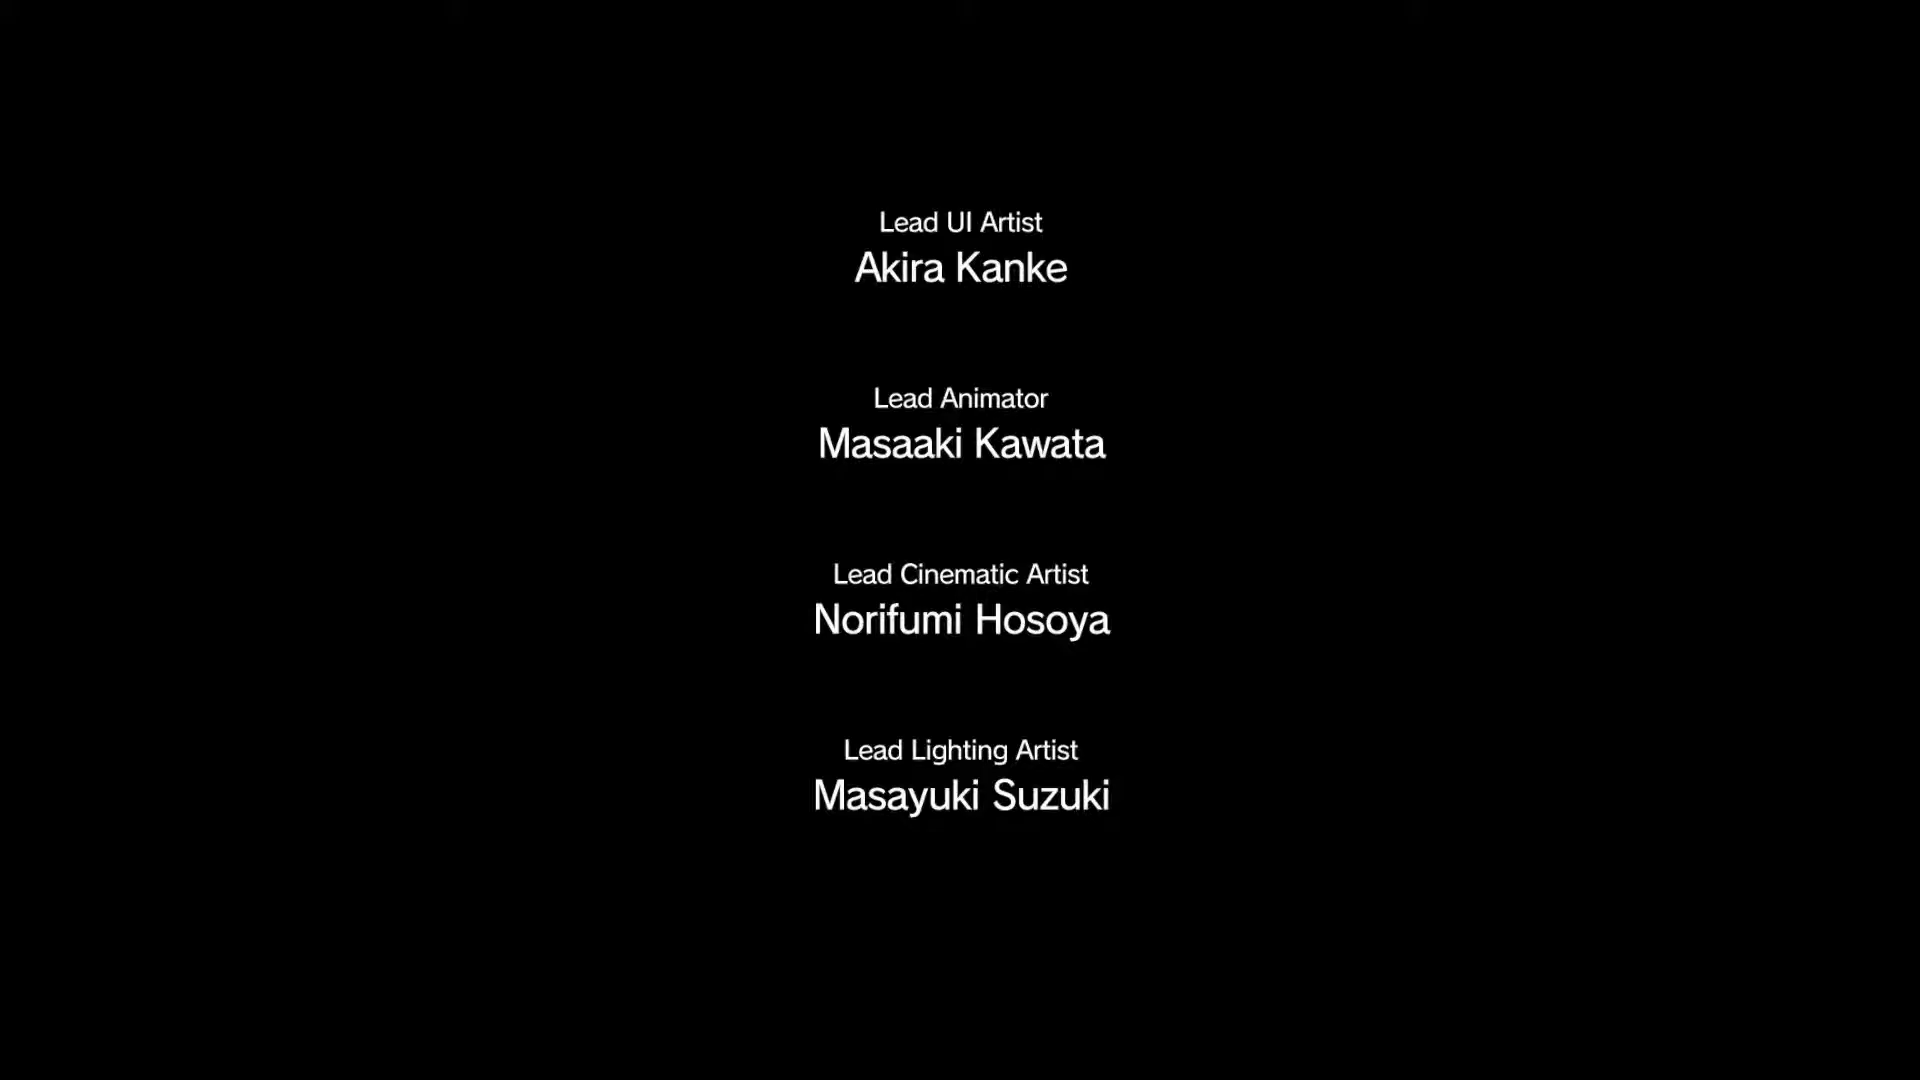 Lead UI Artist
Akira Kanke
Lead Animator
Masaaki Kawata
Lead Cinematic Artist
Norifumi Hosoya
Lead Lighting Artist
Masayuki Suzuki